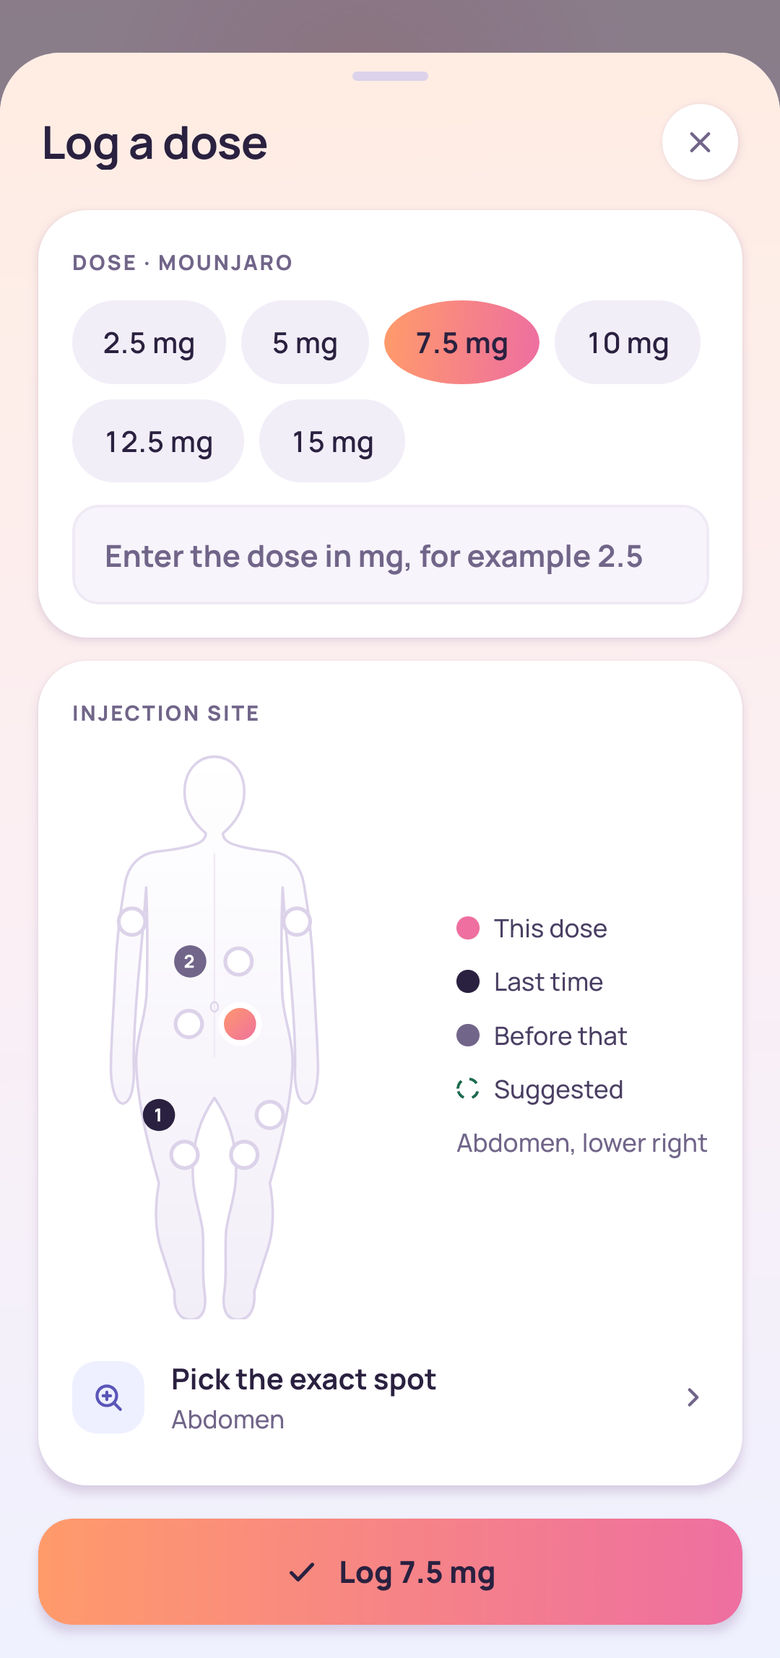 Log a dose
DOSE · MOUNJARO
2.5 mg
5 mg
7.5 mg
10 mg
12.5 mg
15 mg
Enter the dose in mg, for example 2.5
INJECTION SITE
2
1
This dose
Last time
Before that
Suggested
Abdomen, lower right
Pick the exact spot
Abdomen
Log 7.5 mg